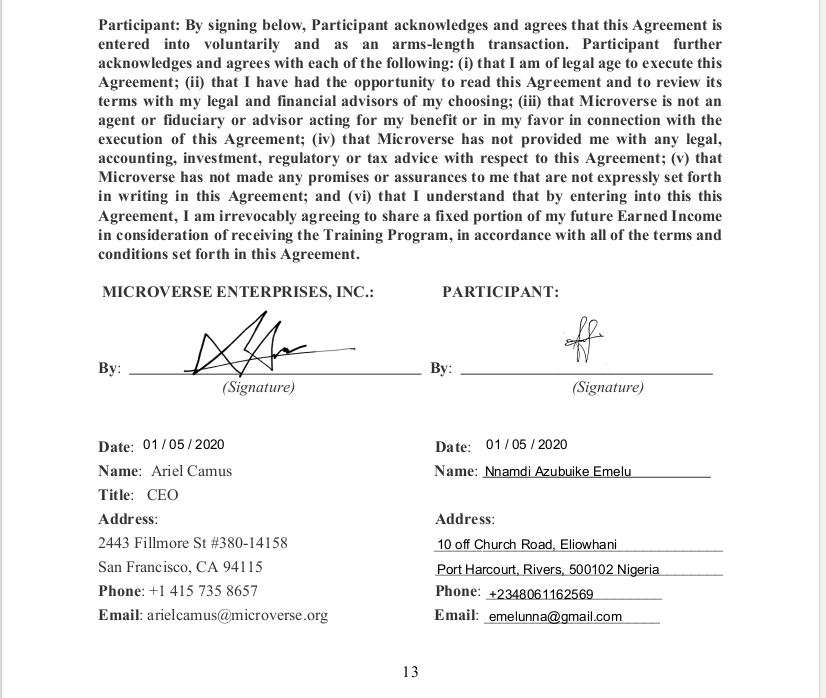 Participant: By signing below, Participant acknowledges and agrees that this Agreement is
entered into voluntarily and as an arms-length transaction. Participant further
acknowledges and agrees with each of the following: (i) that I am of legal age to execute this
Agreement; (ii) that I have had the opportunity to read this Agreement and to review its
terms with my legal and financial advisors of my choosing; (iii) that Microverse is not an
agent or fiduciary or advisor acting for my benefit or in my favor in connection with the
execution of this Agreement; (iv) that Microverse has not provided me with any legal,
accounting, investment, regulatory or tax advice with respect to this Agreement; (v) that
Microverse has not made any promises or assurances to me that are not expressly set forth
in writing in this Agreement; and (vi) that I understand that by entering into this this
Agreement, I am irrevocably agreeing to share a fixed portion of my future Earned Income
in consideration of receiving the Training Program, in accordance with all of the terms and
conditions set forth in this Agreement.
MICROVERSE ENTERPRISES, INC.: PARTICIPANT:
By: By:
(Signature) (Signature)
Date: 01 / 05 / 2020 Date: 01 / 05 / 2020
Name: Ariel Camus Name: Nnamdi Azubuike Emelu
Title: CEO
Address: Address:
2443 Fillmore St #380-14158 10 off Church Road, Eliowhani
San Francisco, CA 94115 Port Harcourt, Rivers, 500102 Nigeria
Phone: +1 415 735 8657 Phone: +2348061162569
Email: arielcamus@microverse.org Email: emelunna@gmail.com
13